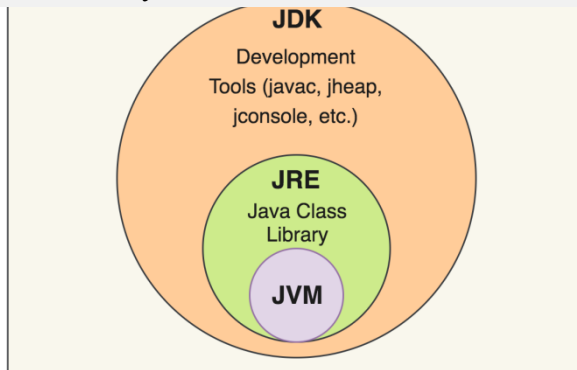 JDK
Development
Tools (javac, jheap,
jconsole, etc.)
JRE
Java Class
Library
JVM